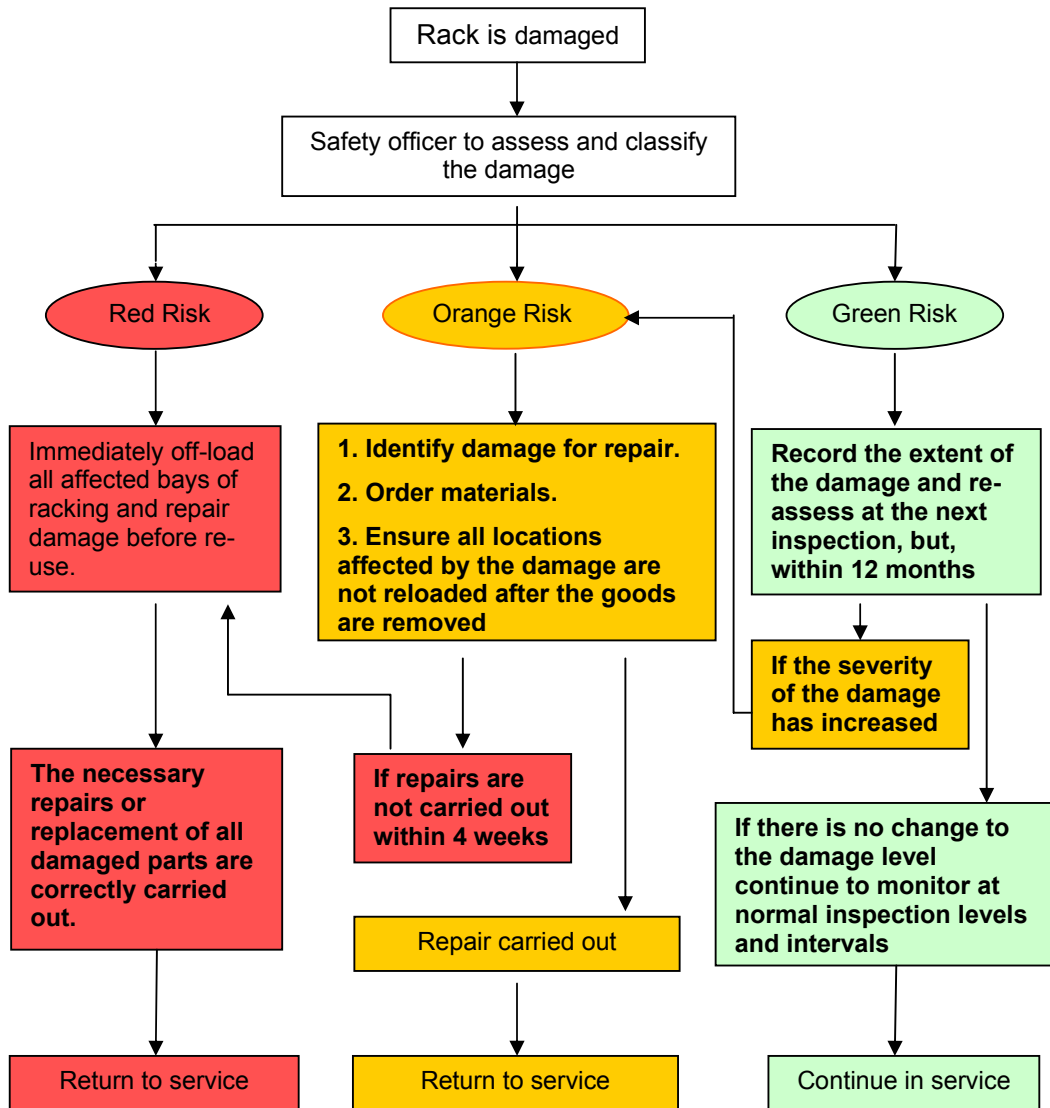 Rack is damaged
Safety officer to assess and classify
the damage
Red Risk
Orange Risk
Green Risk
Immediately off-load
all affected bays of
racking and repair
damage before re-
use.
1. Identify damage for repair.
2. Order materials.
3. Ensure all locations
affected by the damage are
not reloaded after the goods
are removed
Record the extent of
the damage and re-
assess at the next
inspection, but,
within 12 months
If the severity
of the damage
has increased
The necessary
repairs or
replacement of all
damaged parts are
correctly carried
out.
If repairs are
not carried out
within 4 weeks
If there is no change to
the damage level
continue to monitor at
normal inspection levels
and intervals
Repair carried out
Return to service
Return to service
Continue in service